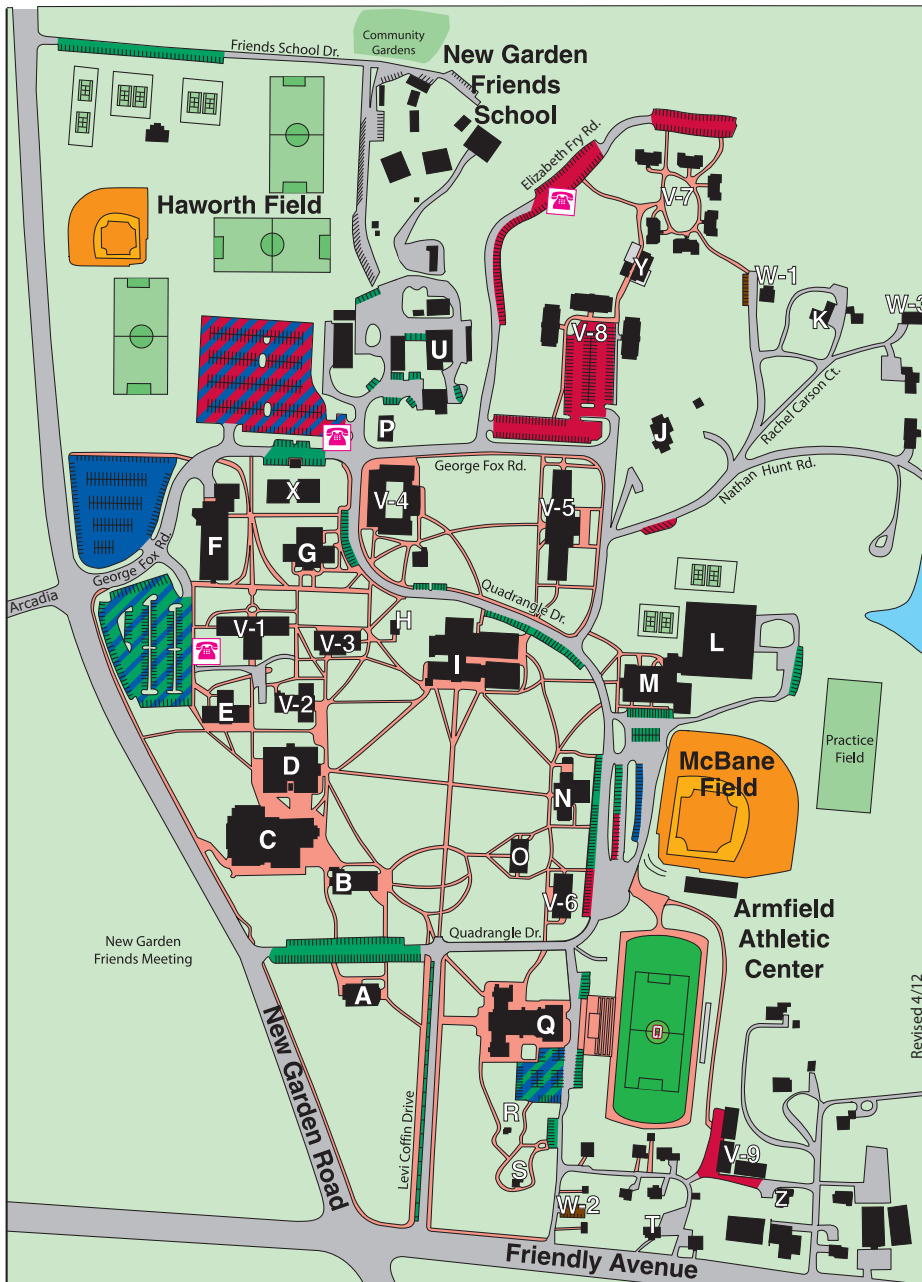 Friends School Dr.
Community
Gardens
New Garden
Friends
School
Elizabeth Fry Rd.
Haworth Field
V-7
Y
W-1
K
W-3
U
V-8
Rachel Carson Ct.
P
J
George Fox Rd.
Nathan Hunt Rd.
X
V-4
V-5
F
G
George Fox Rd.
Arcadia
Quadrangle Dr.
H
V-1
V-3
I
L
M
E
V-2
D
McBane
Field
Practice
Field
N
C
O
B
V-6
Armfield
Athletic
Center
Quadrangle Dr.
New Garden
Friends Meeting
A
Q
Revised 4/12
New Garden Road
Levi Coffin Drive
R
S
V-9
Z
W-2
T
Friendly Avenue